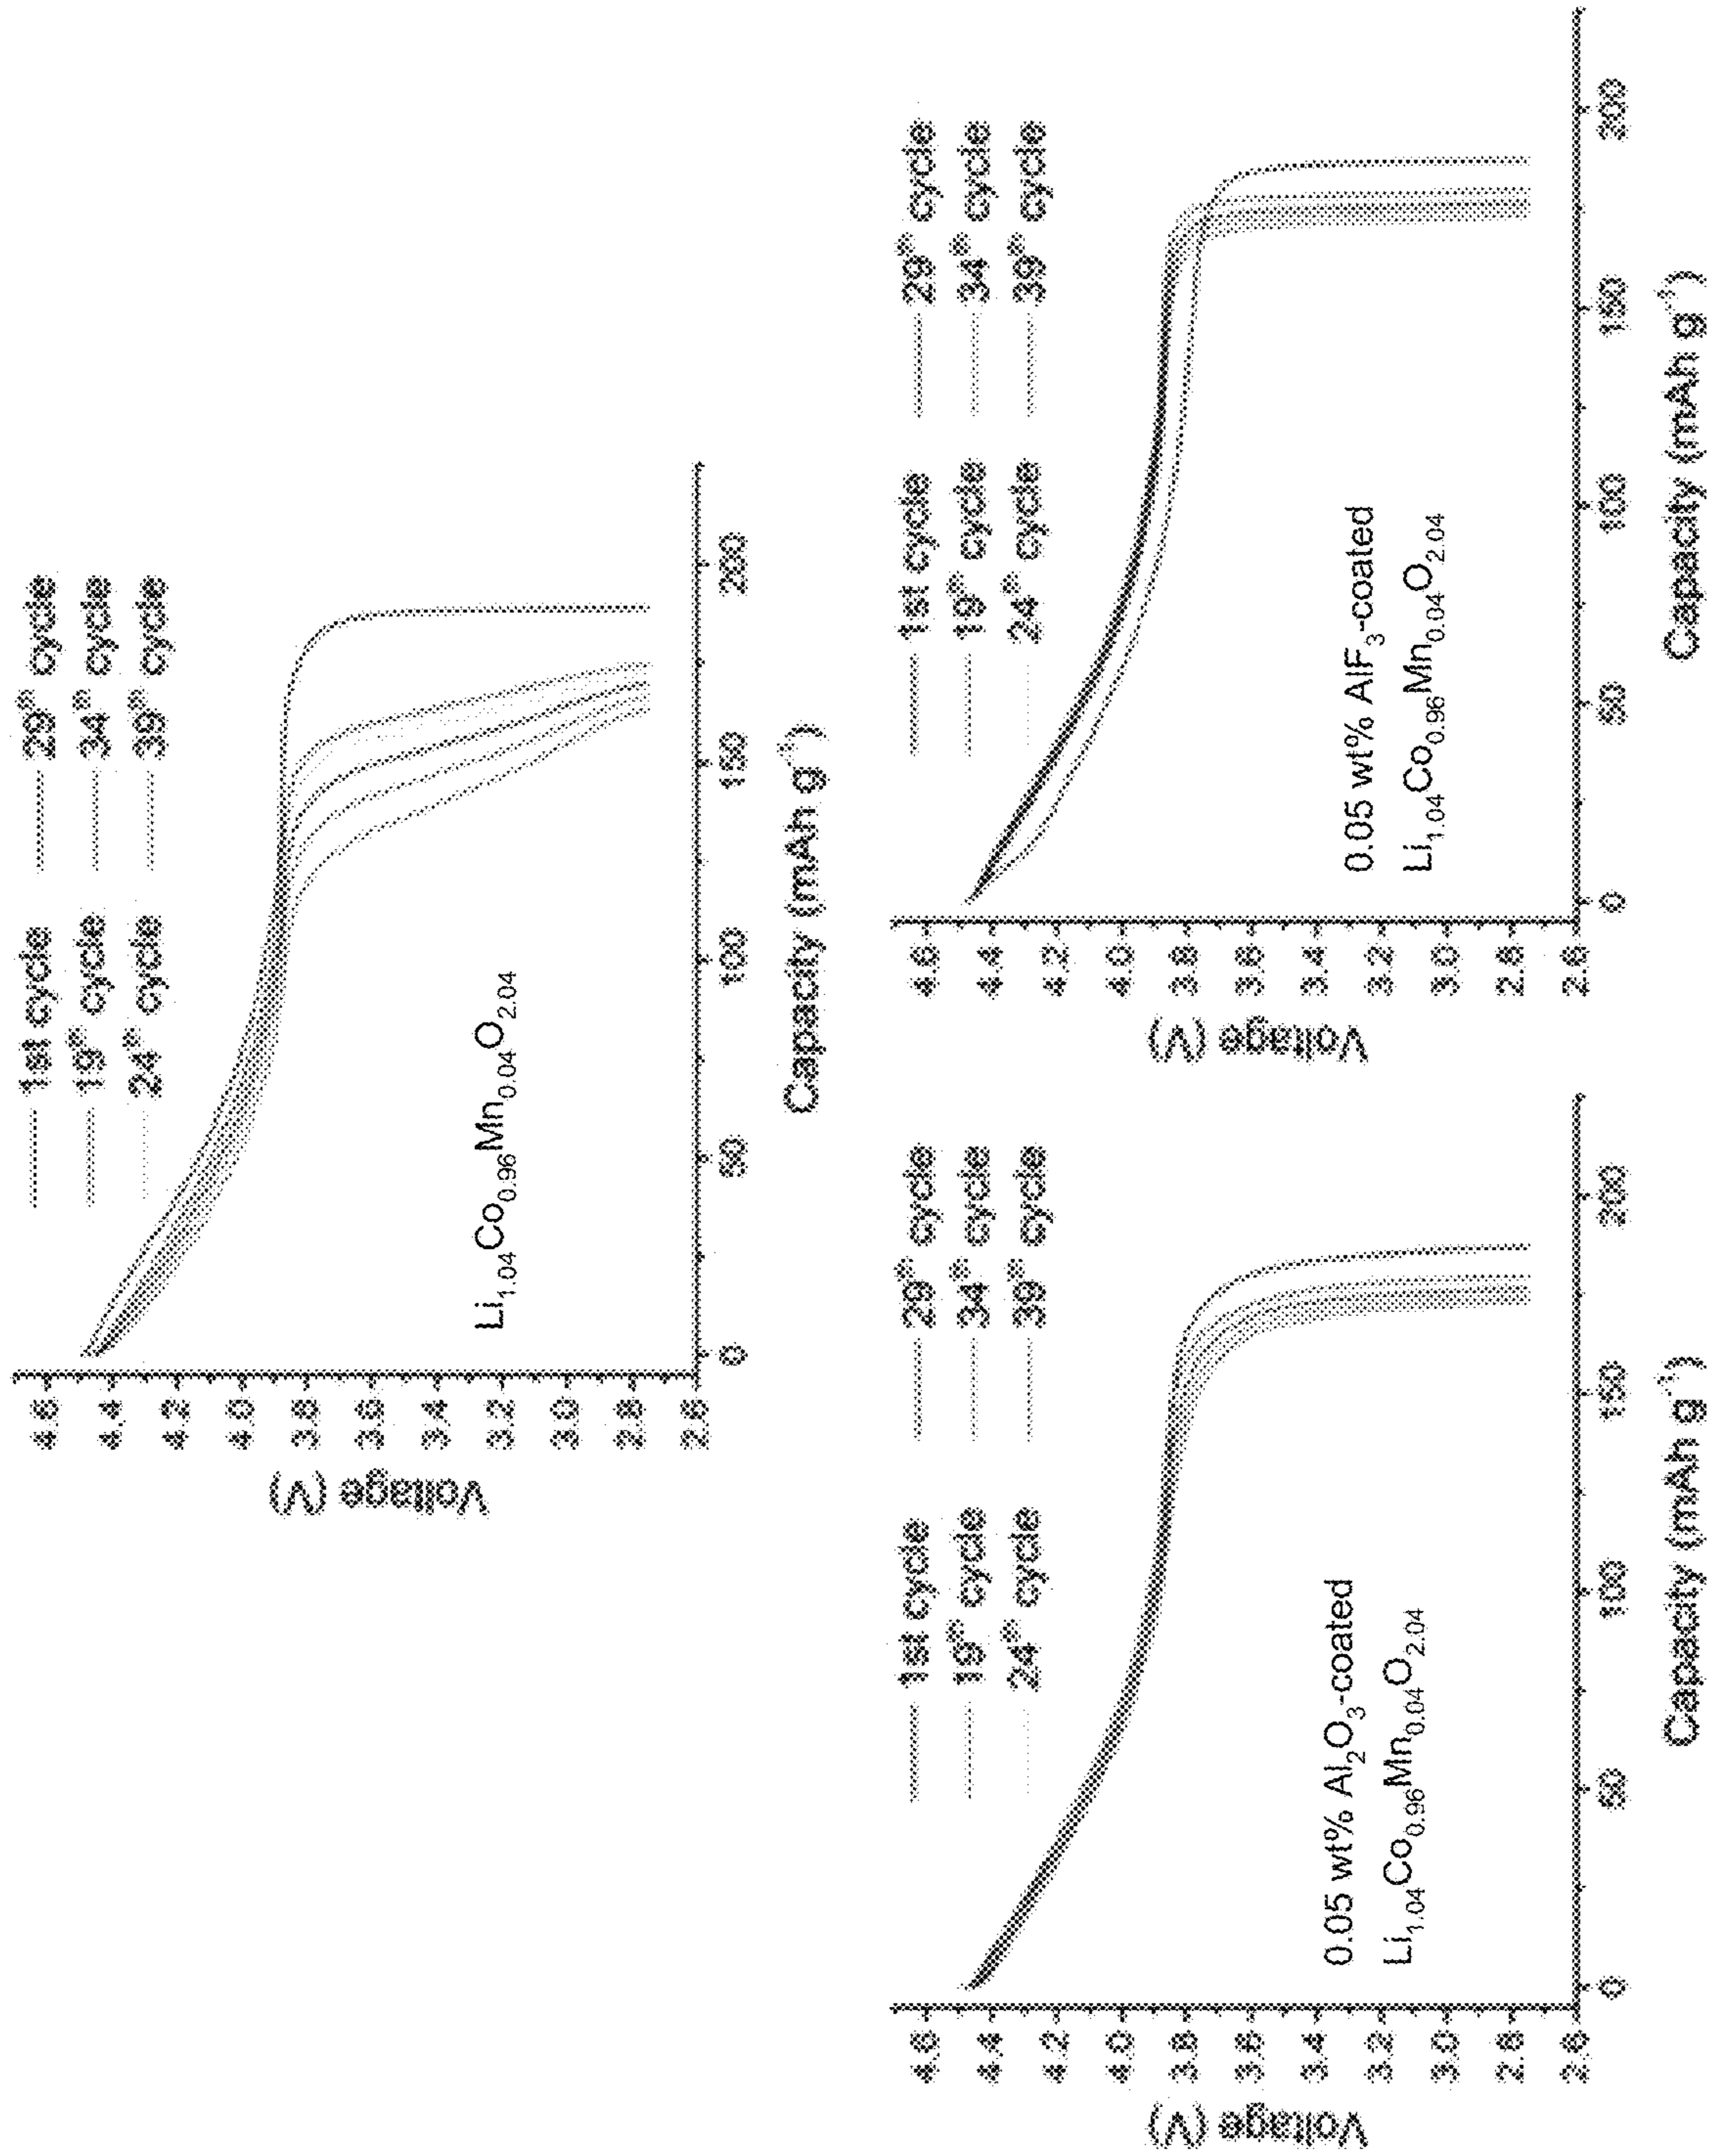 1st cycle
19th cycle
24th cycle
29th cycle
34th cycle
39th cycle
Voltage (V)
4.6
4.4
4.2
4.0
3.8
3.6
3.4
3.2
3.0
2.8
2.6
Li1.04Co0.96Mn0.04O2.04
0
50
100
150
200
Capacity (mAh g-1)
1st cycle
19th cycle
24th cycle
29th cycle
34th cycle
39th cycle
Voltage (V)
4.6
4.4
4.2
4.0
3.8
3.6
3.4
3.2
3.0
2.8
2.6
0.05 wt% Al2O3-coated
Li1.04Co0.96Mn0.04O2.04
0
50
100
150
200
Capacity (mAh g-1)
1st cycle
19th cycle
24th cycle
29th cycle
34th cycle
39th cycle
Voltage (V)
4.6
4.4
4.2
4.0
3.8
3.6
3.4
3.2
3.0
2.8
2.6
0.05 wt% AlF3-coated
Li1.04Co0.96Mn0.04O2.04
0
50
100
150
200
Capacity (mAh g-1)